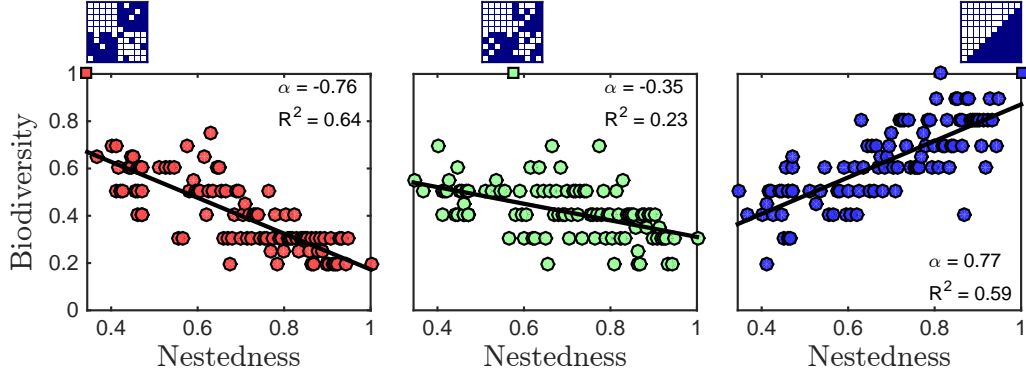 α = -0.76
R² = 0.64
α = -0.35
R² = 0.23
α = 0.77
R² = 0.59
Biodiversity
1
0.8
0.6
0.4
0.2
0
0.4 0.6 0.8 1
0.4 0.6 0.8 1
0.4 0.6 0.8 1
Nestedness
Nestedness
Nestedness